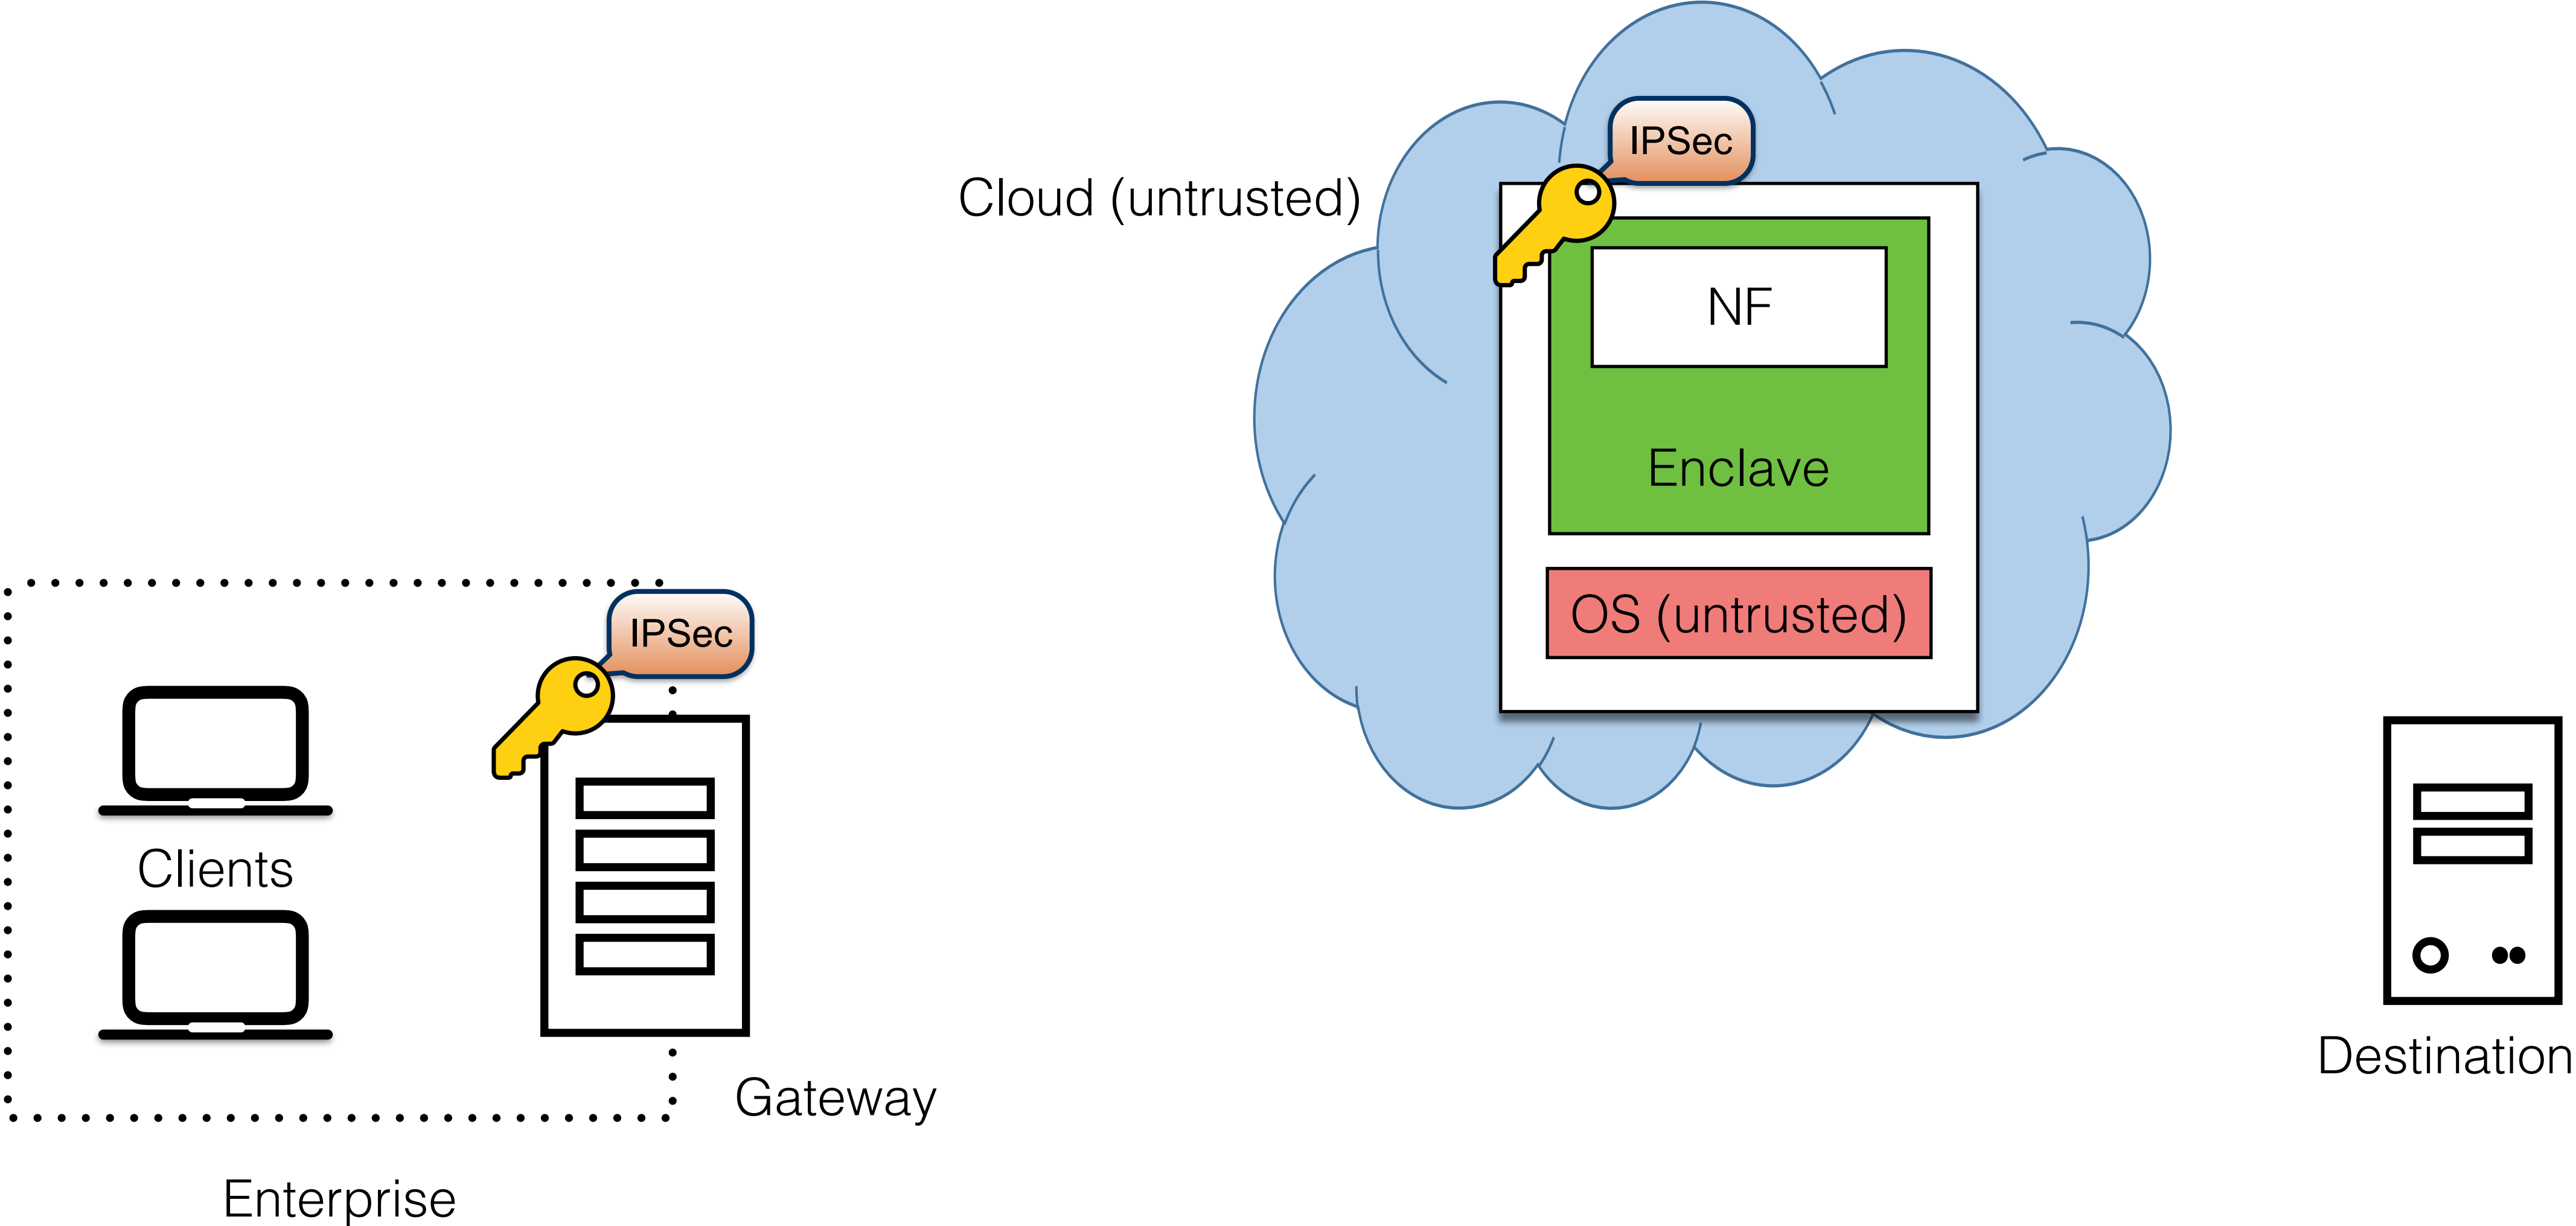 IPSec
Cloud (untrusted)
NF
Enclave
OS (untrusted)
IPSec
Clients
Gateway
Destination
Enterprise